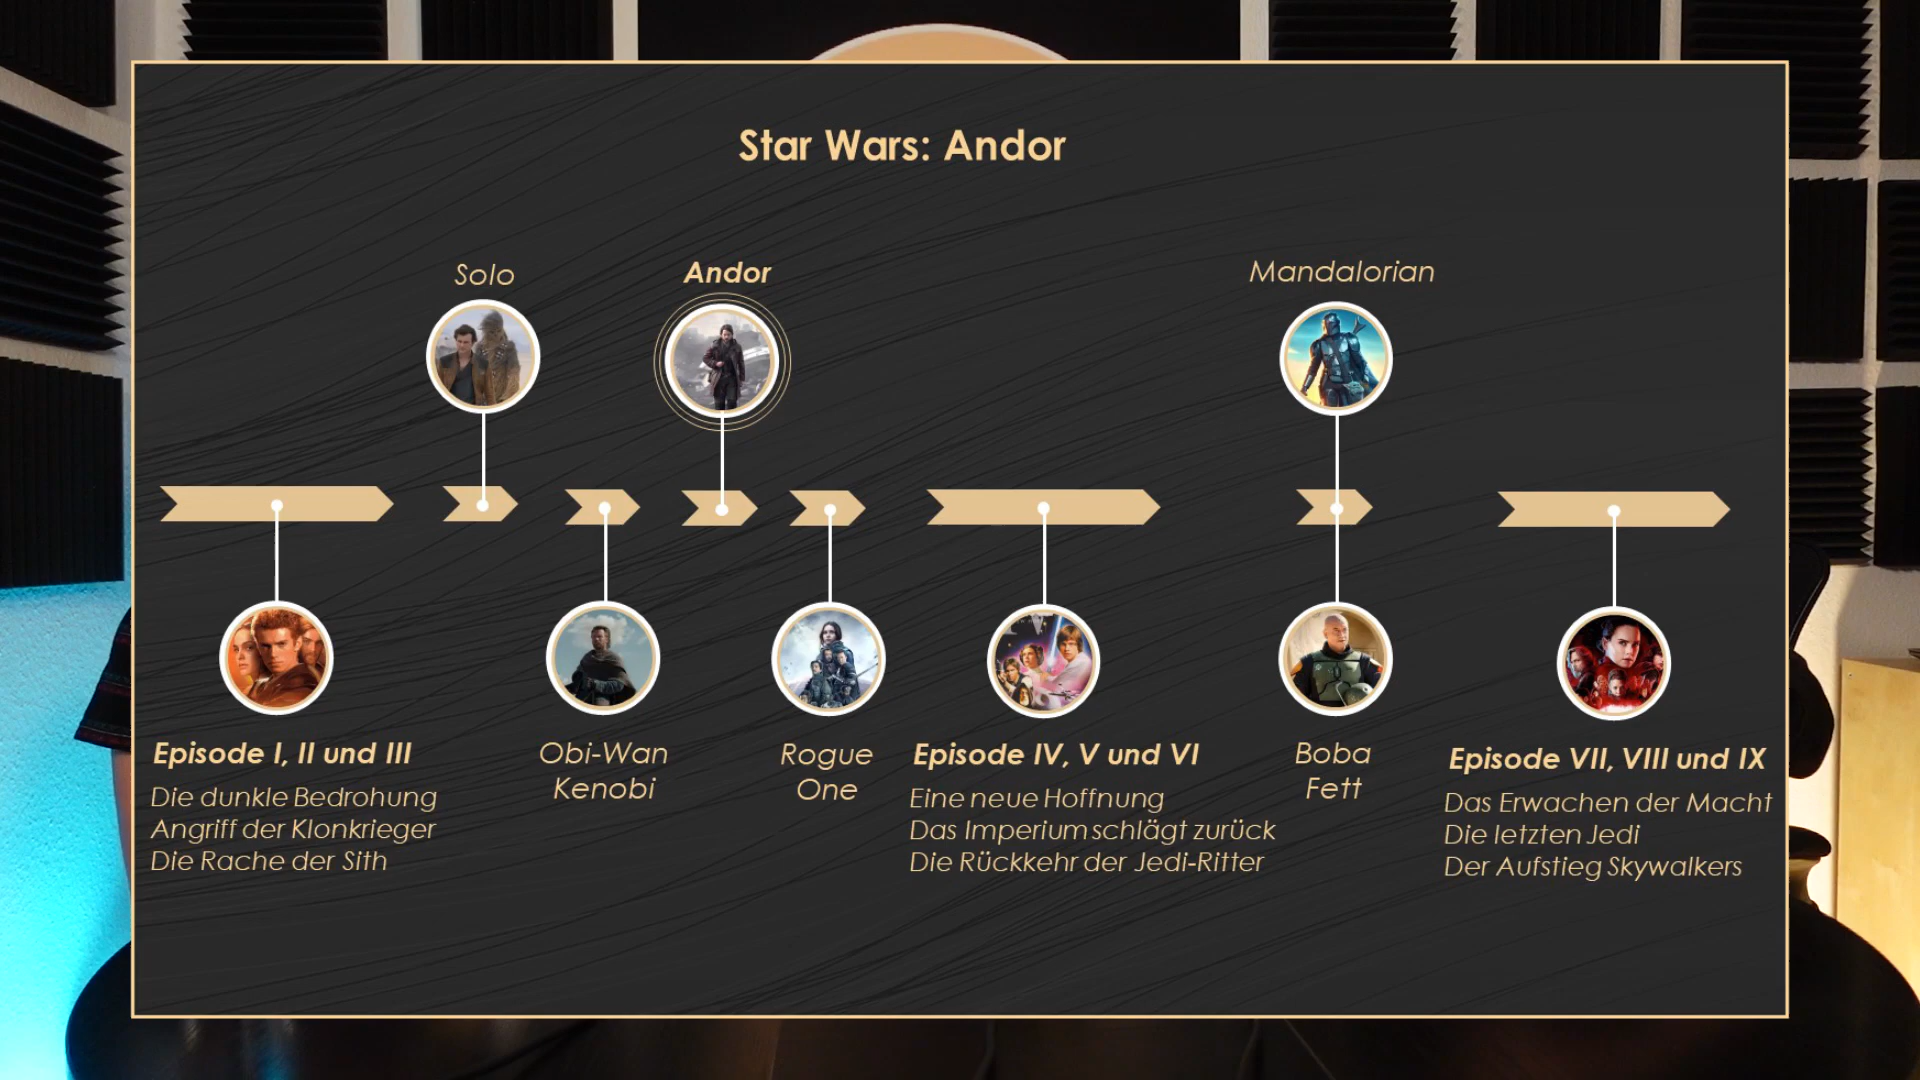 Star Wars: Andor
Solo
Andor
Mandalorian
Episode I, II und III
Die dunkle Bedrohung
Angriff der Klonkrieger
Die Rache der Sith
Obi-Wan
Kenobi
Rogue
One
Episode IV, V und VI
Eine neue Hoffnung
Das Imperium schlägt zurück
Die Rückkehr der Jedi-Ritter
Boba
Fett
Episode VII, VIII und IX
Das Erwachen der Macht
Die letzten Jedi
Der Aufstieg Skywalkers